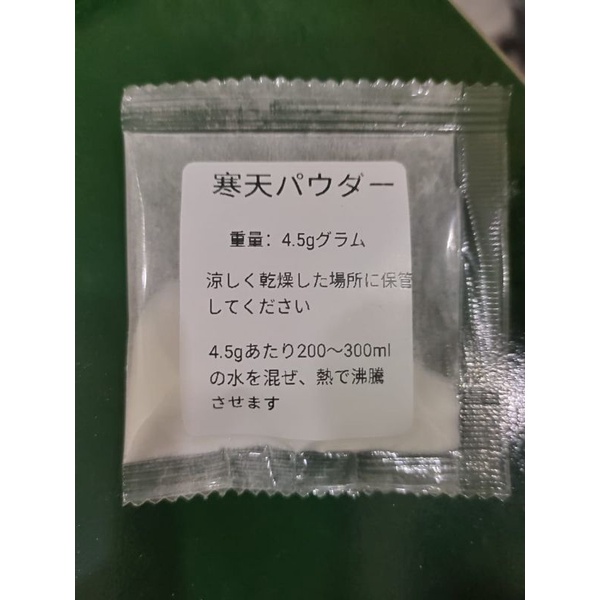 寒天パウダー
重量：4.5gグラム
涼しく乾燥した場所に保管
してください
4.5gあたり200〜300ml
の水を混ぜ、熱で沸騰
させます